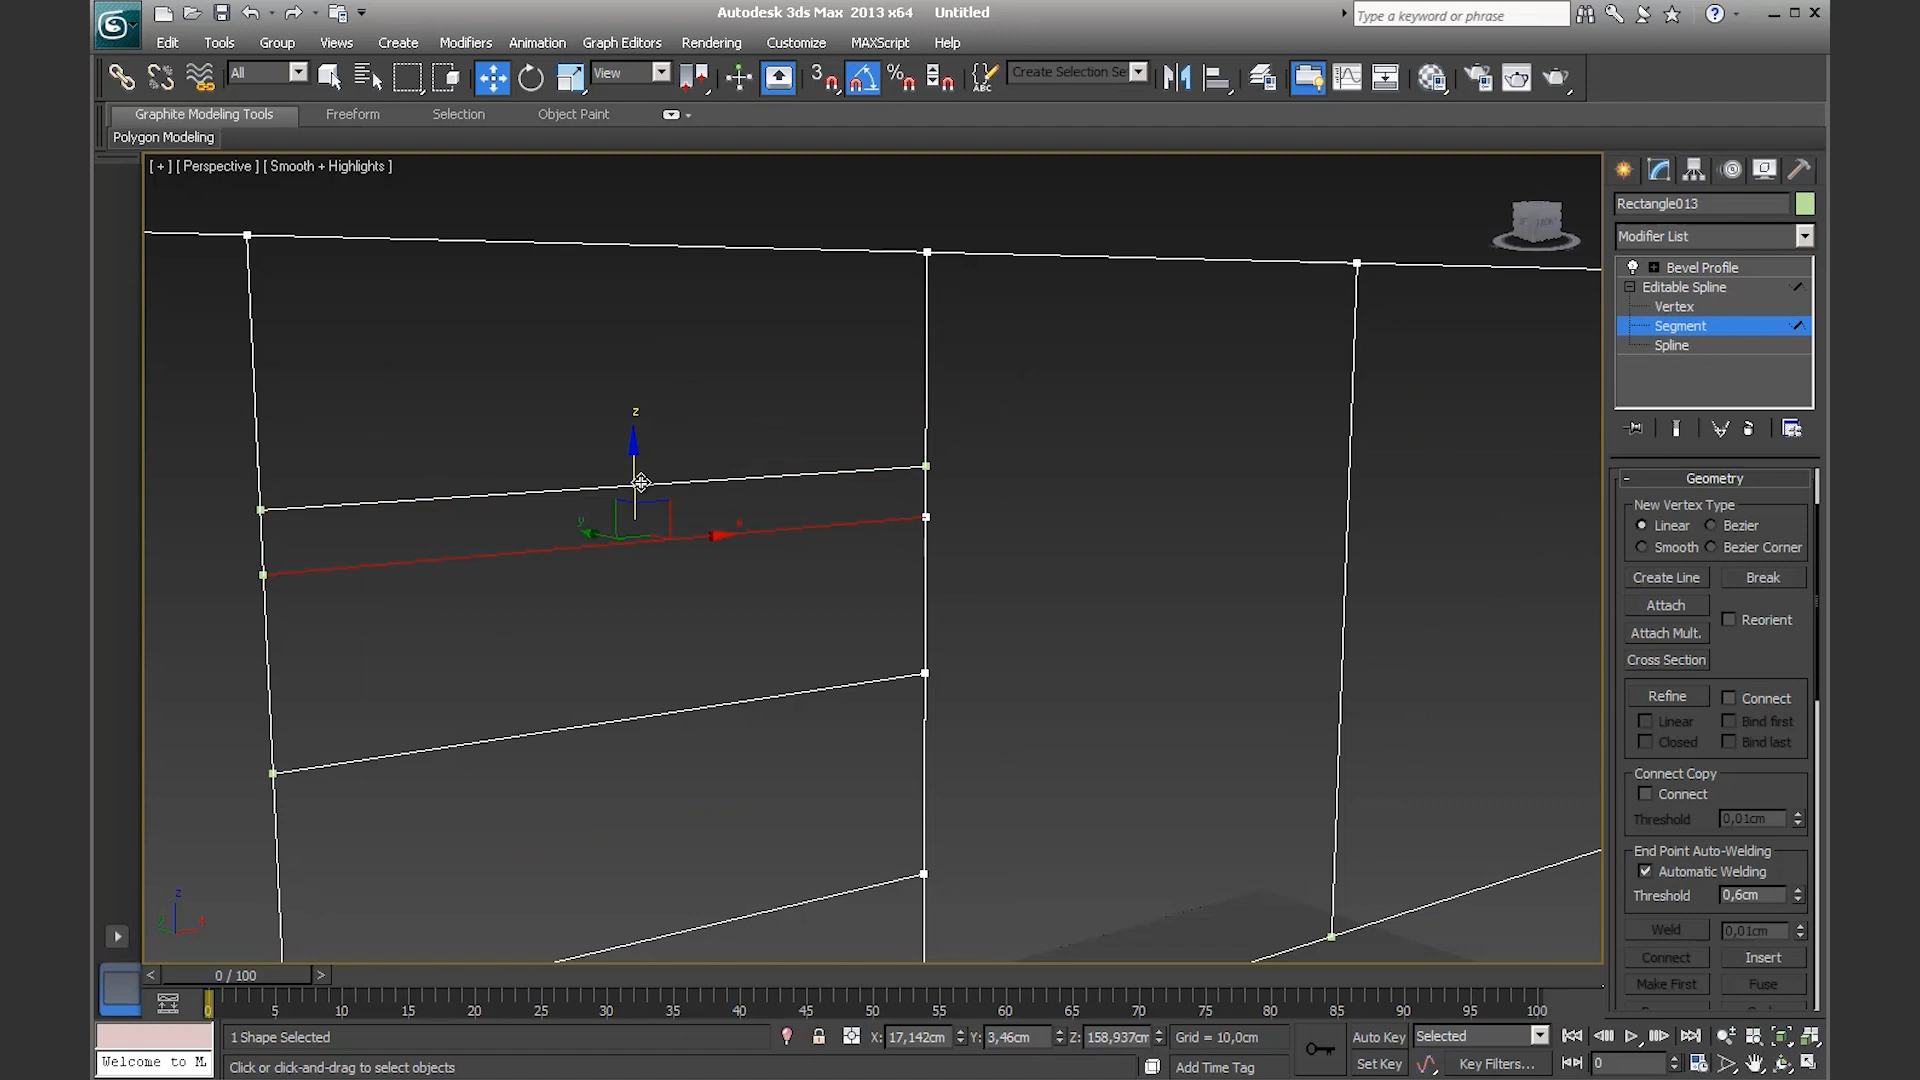 Autodesk 3ds Max 2013 x64 Untitled
Type a keyword or phrase
Edit Tools Group Views Create Modifiers Animation Graph Editors Rendering Customize MAXScript Help
All View Create Selection Se
Graphite Modeling Tools Freeform Selection Object Paint
Polygon Modeling
[ + ] [ Perspective ] [ Smooth + Highlights ]
Rectangle013
Modifier List
Bevel Profile
Editable Spline
Vertex
Segment
Spline
z
y
x
Geometry
New Vertex Type
Linear Bezier
Smooth Bezier Corner
Create Line Break
Attach
Reorient
Attach Mult.
Cross Section
Refine Connect
Linear Bind first
Closed Bind last
Connect Copy
Connect
Threshold 0,01cm
End Point Auto-Welding
Automatic Welding
Threshold 0,6cm
Weld 0,01cm
Connect Insert
Make First Fuse
z
0 / 100
0 5 10 15 20 25 30 35 40 45 50 55 60 65 70 75 80 85 90 95 100
1 Shape Selected X: 17,142cm Y: 3,46cm Z: 158,937cm Grid = 10,0cm Auto Key Selected
Welcome to M. Click or click-and-drag to select objects Add Time Tag Set Key Key Filters... 0